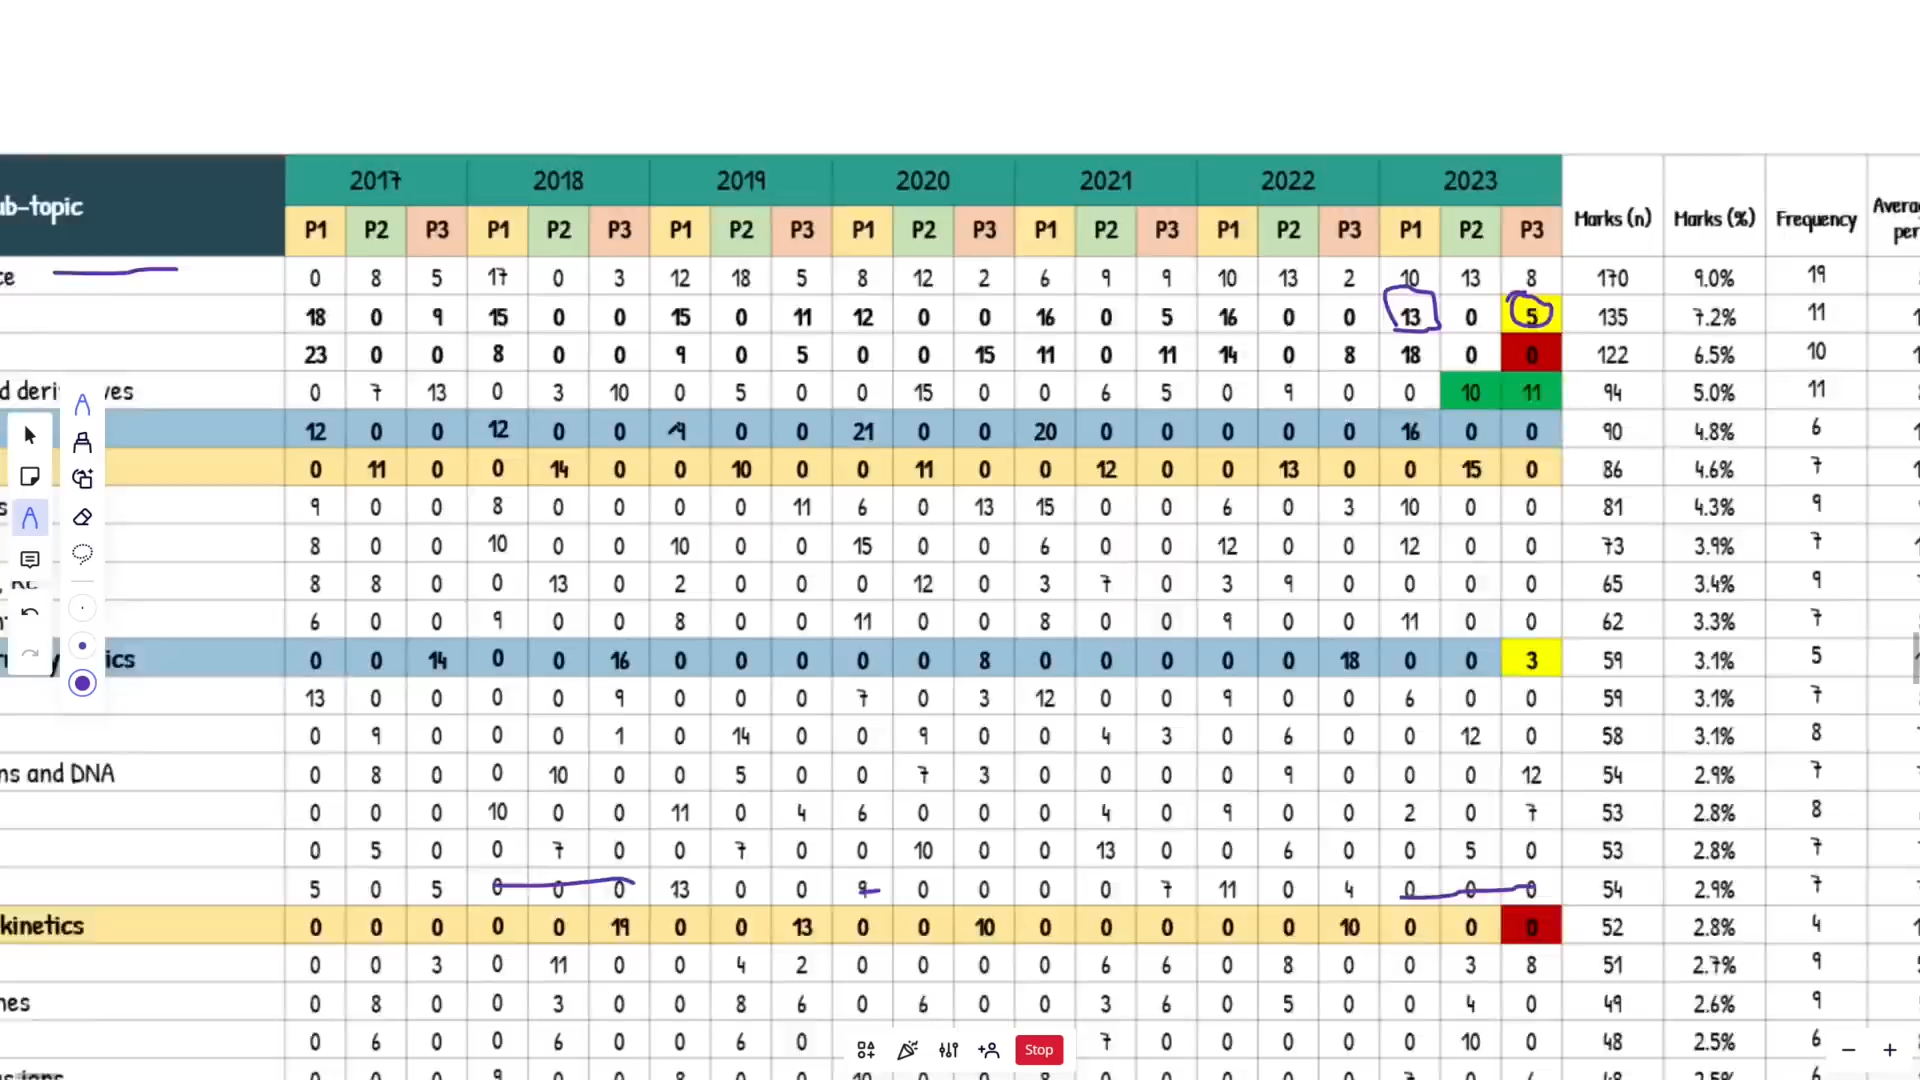 ub-topic 2017 2018 2019 2020 2021 2022 2023 Marks (n) Marks (%) Frequency Avera per
P1 P2 P3 P1 P2 P3 P1 P2 P3 P1 P2 P3 P1 P2 P3 P1 P2 P3 P1 P2 P3
ce 0 8 5 17 0 3 12 18 5 8 12 2 6 9 9 10 13 2 10 13 8 170 9.0% 19
18 0 9 15 0 0 15 0 11 12 0 0 16 0 5 16 0 0 13 0 5 135 7.2% 11 1
23 0 0 8 0 0 9 0 5 0 0 15 11 0 11 14 0 8 18 0 0 122 6.5% 10 1
d deri ves 0 7 13 0 3 10 0 5 0 0 15 0 0 6 5 0 9 0 0 10 11 94 5.0% 11
12 0 0 12 0 0 9 0 0 21 0 0 20 0 0 0 0 0 16 0 0 90 4.8% 6 1
0 11 0 0 14 0 0 10 0 0 11 0 0 12 0 0 13 0 0 15 0 86 4.6% 7 1
s 9 0 0 8 0 0 0 0 11 6 0 13 15 0 0 6 0 3 10 0 0 81 4.3% 9
8 0 0 10 0 0 10 0 0 15 0 0 6 0 0 12 0 0 12 0 0 73 3.9% 7 1
8 8 0 0 13 0 2 0 0 0 12 0 3 7 0 3 9 0 0 0 0 65 3.4% 9
6 0 0 9 0 0 8 0 0 11 0 0 8 0 0 9 0 0 11 0 0 62 3.3% 7
ics 0 0 14 0 0 16 0 0 0 0 0 8 0 0 0 0 0 18 0 0 3 59 3.1% 5
13 0 0 0 0 9 0 0 0 7 0 3 12 0 0 9 0 0 6 0 0 59 3.1% 7
0 9 0 0 0 1 0 14 0 0 9 0 0 4 3 0 6 0 0 12 0 58 3.1% 8
ns and DNA 0 8 0 0 10 0 0 5 0 0 7 3 0 0 0 0 9 0 0 0 12 54 2.9% 7
0 0 0 10 0 0 11 0 4 6 0 0 0 4 0 9 0 0 2 0 7 53 2.8% 8
0 5 0 0 7 0 0 7 0 0 10 0 0 13 0 0 6 0 0 5 0 53 2.8% 7
5 0 5 0 0 0 13 0 0 9 0 0 0 0 7 11 0 4 0 0 0 54 2.9% 7
kinetics 0 0 0 0 0 19 0 0 13 0 0 10 0 0 0 0 0 10 0 0 0 52 2.8% 4 1
0 0 3 0 11 0 0 4 2 0 0 0 0 6 6 0 8 0 0 3 8 51 2.7% 9
nes 0 8 0 0 3 0 0 8 6 0 6 0 0 3 6 0 5 0 0 4 0 49 2.6% 9
0 6 0 0 6 0 0 6 0 7 0 0 0 0 0 10 0 48 2.5% 6
Stop